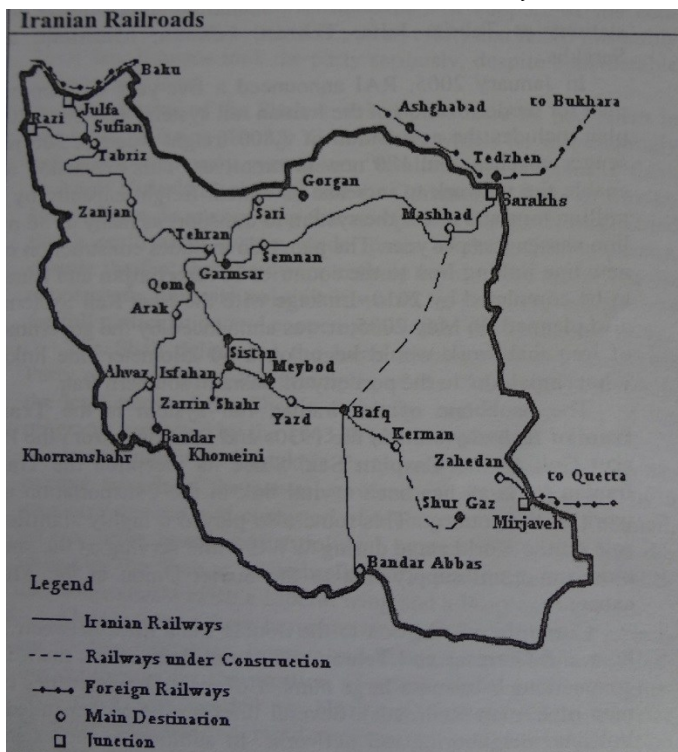 Iranian Railroads
Baku
Ashghabad
to Bukhara
Julfa
Razi
Sufian
Tedzhen
Tabriz
Gorgan
Sarakhs
Zanjan
Sari
Mashhad
Tehran
Semnan
Garmsar
Qom
Arak
Sistan
Meybod
Ahvaz
Isfahan
Zarrin Shahr
Yard
Bafq
Kerman
Khorramshahr
Bandar
Khomeini
Zahedan
to Quetta
Shur Gaz
Mirjaveh
Bandar Abbas
Legend
Iranian Railways
Railways under Construction
Foreign Railways
Main Destination
Junction